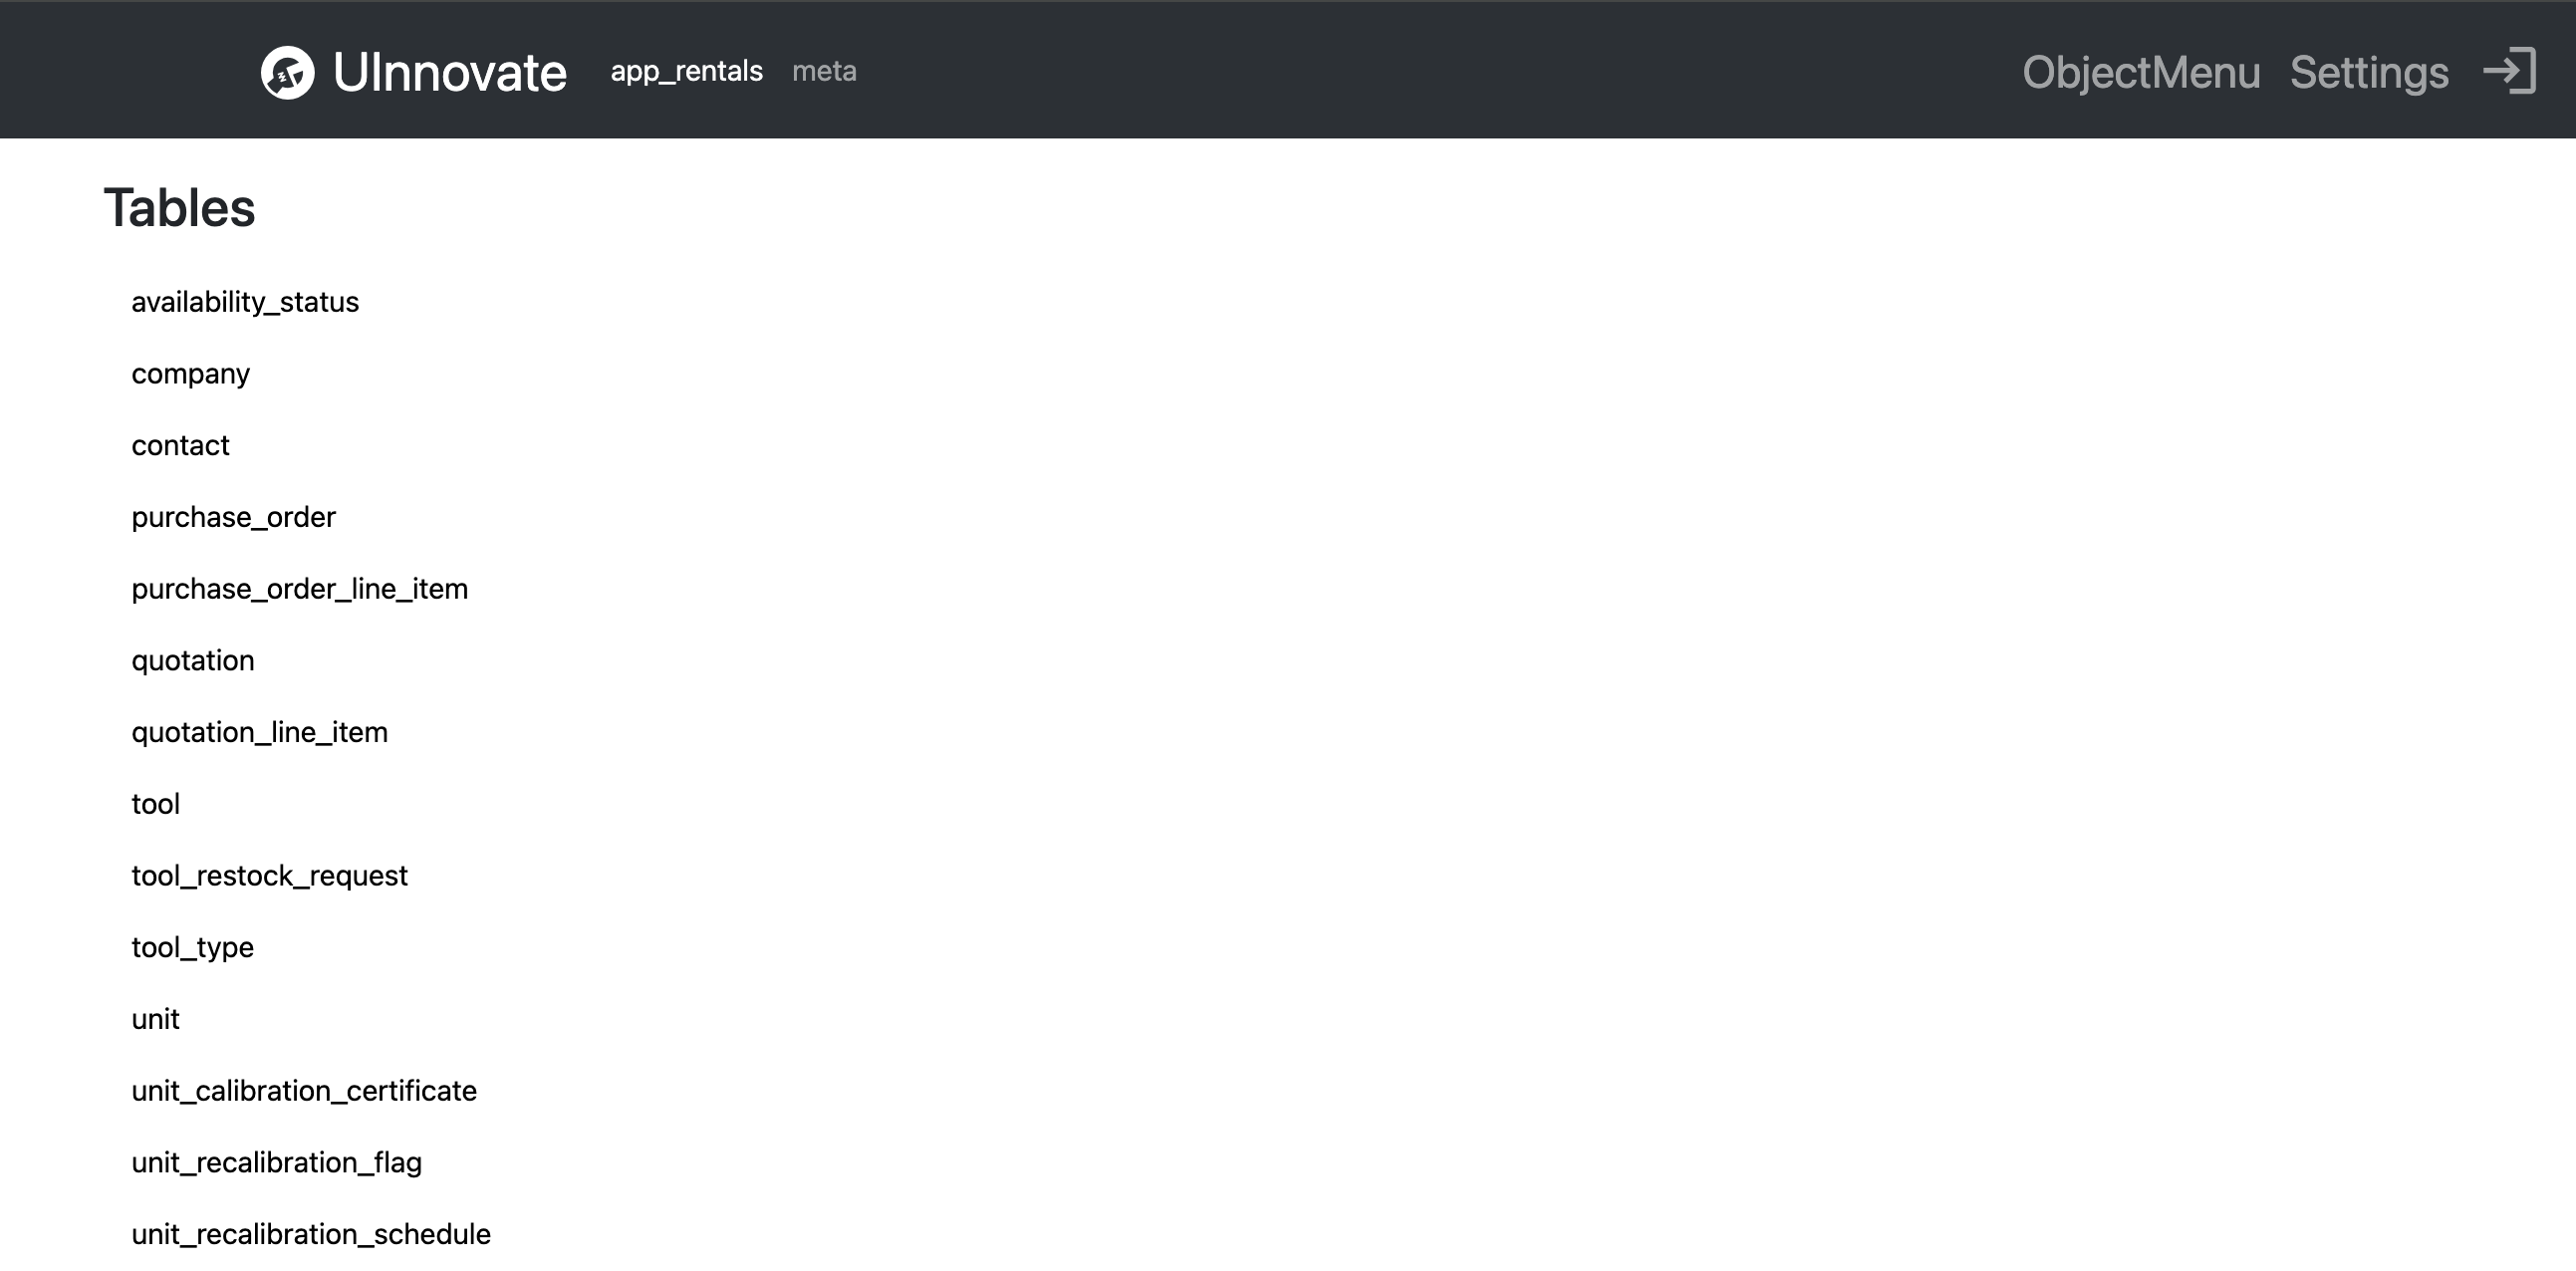 UInnovate app_rentals meta ObjectMenu Settings
Tables
availability_status
company
contact
purchase_order
purchase_order_line_item
quotation
quotation_line_item
tool
tool_restock_request
tool_type
unit
unit_calibration_certificate
unit_recalibration_flag
unit_recalibration_schedule